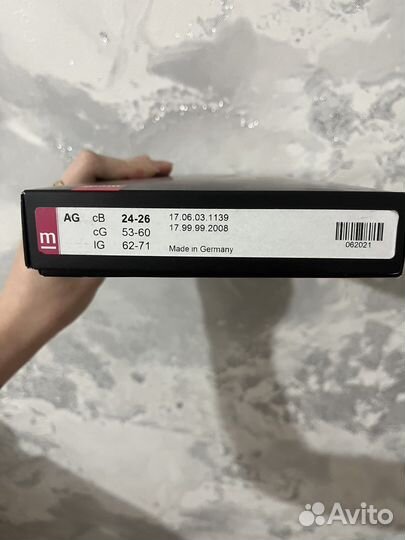 m
AG cB 24-26 17.06.03.1139
cG 53-60 17.99.99.2008
lG 62-71 Made in Germany
062021
Avito